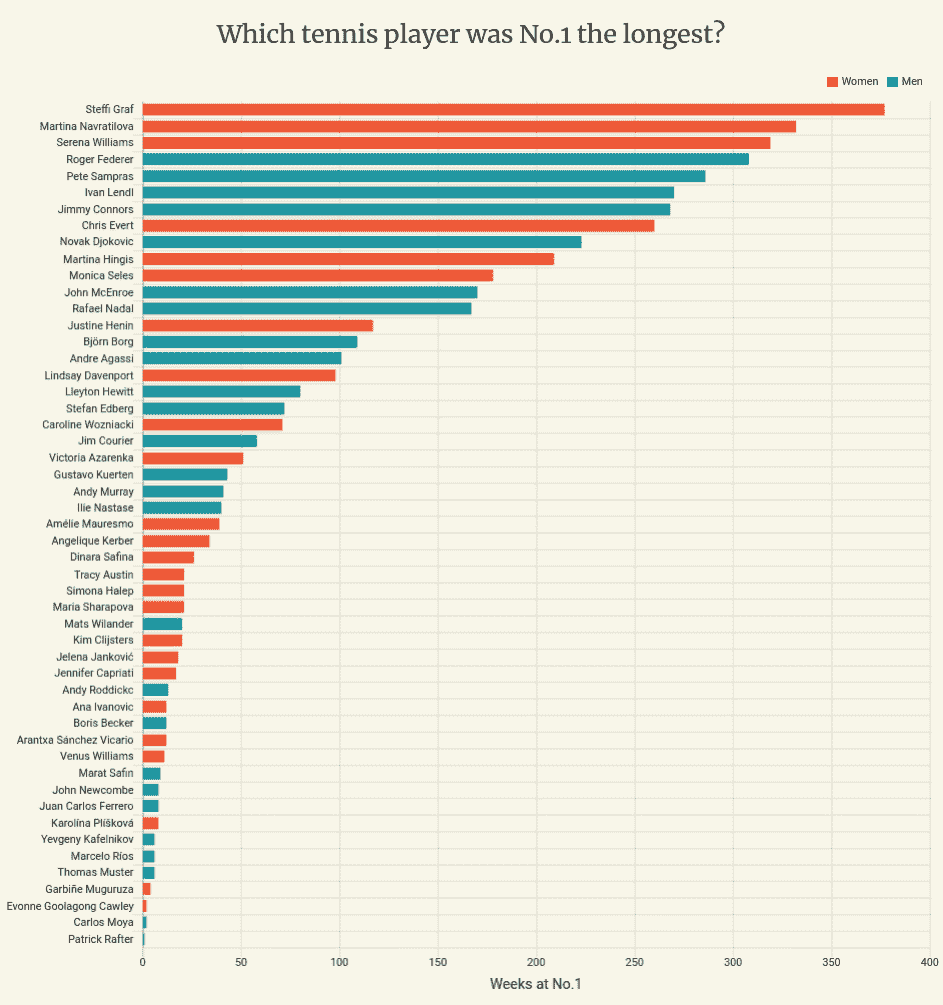 Which tennis player was No.1 the longest?
Women Men
Steffi Graf
Martina Navratilova
Serena Williams
Roger Federer
Pete Sampras
Ivan Lendl
Jimmy Connors
Chris Evert
Novak Djokovic
Martina Hingis
Monica Seles
John McEnroe
Rafael Nadal
Justine Henin
Björn Borg
Andre Agassi
Lindsay Davenport
Lleyton Hewitt
Stefan Edberg
Caroline Wozniacki
Jim Courier
Victoria Azarenka
Gustavo Kuerten
Andy Murray
Ilie Nastase
Amélie Mauresmo
Angelique Kerber
Dinara Safina
Tracy Austin
Simona Halep
Maria Sharapova
Mats Wilander
Kim Clijsters
Jelena Janković
Jennifer Capriati
Andy Roddickc
Ana Ivanovic
Boris Becker
Arantxa Sánchez Vicario
Venus Williams
Marat Safin
John Newcombe
Juan Carlos Ferrero
Karolína Plíšková
Yevgeny Kafelnikov
Marcelo Ríos
Thomas Muster
Garbiñe Muguruza
Evonne Goolagong Cawley
Carlos Moya
Patrick Rafter
0 50 100 150 200 250 300 350 400
Weeks at No.1